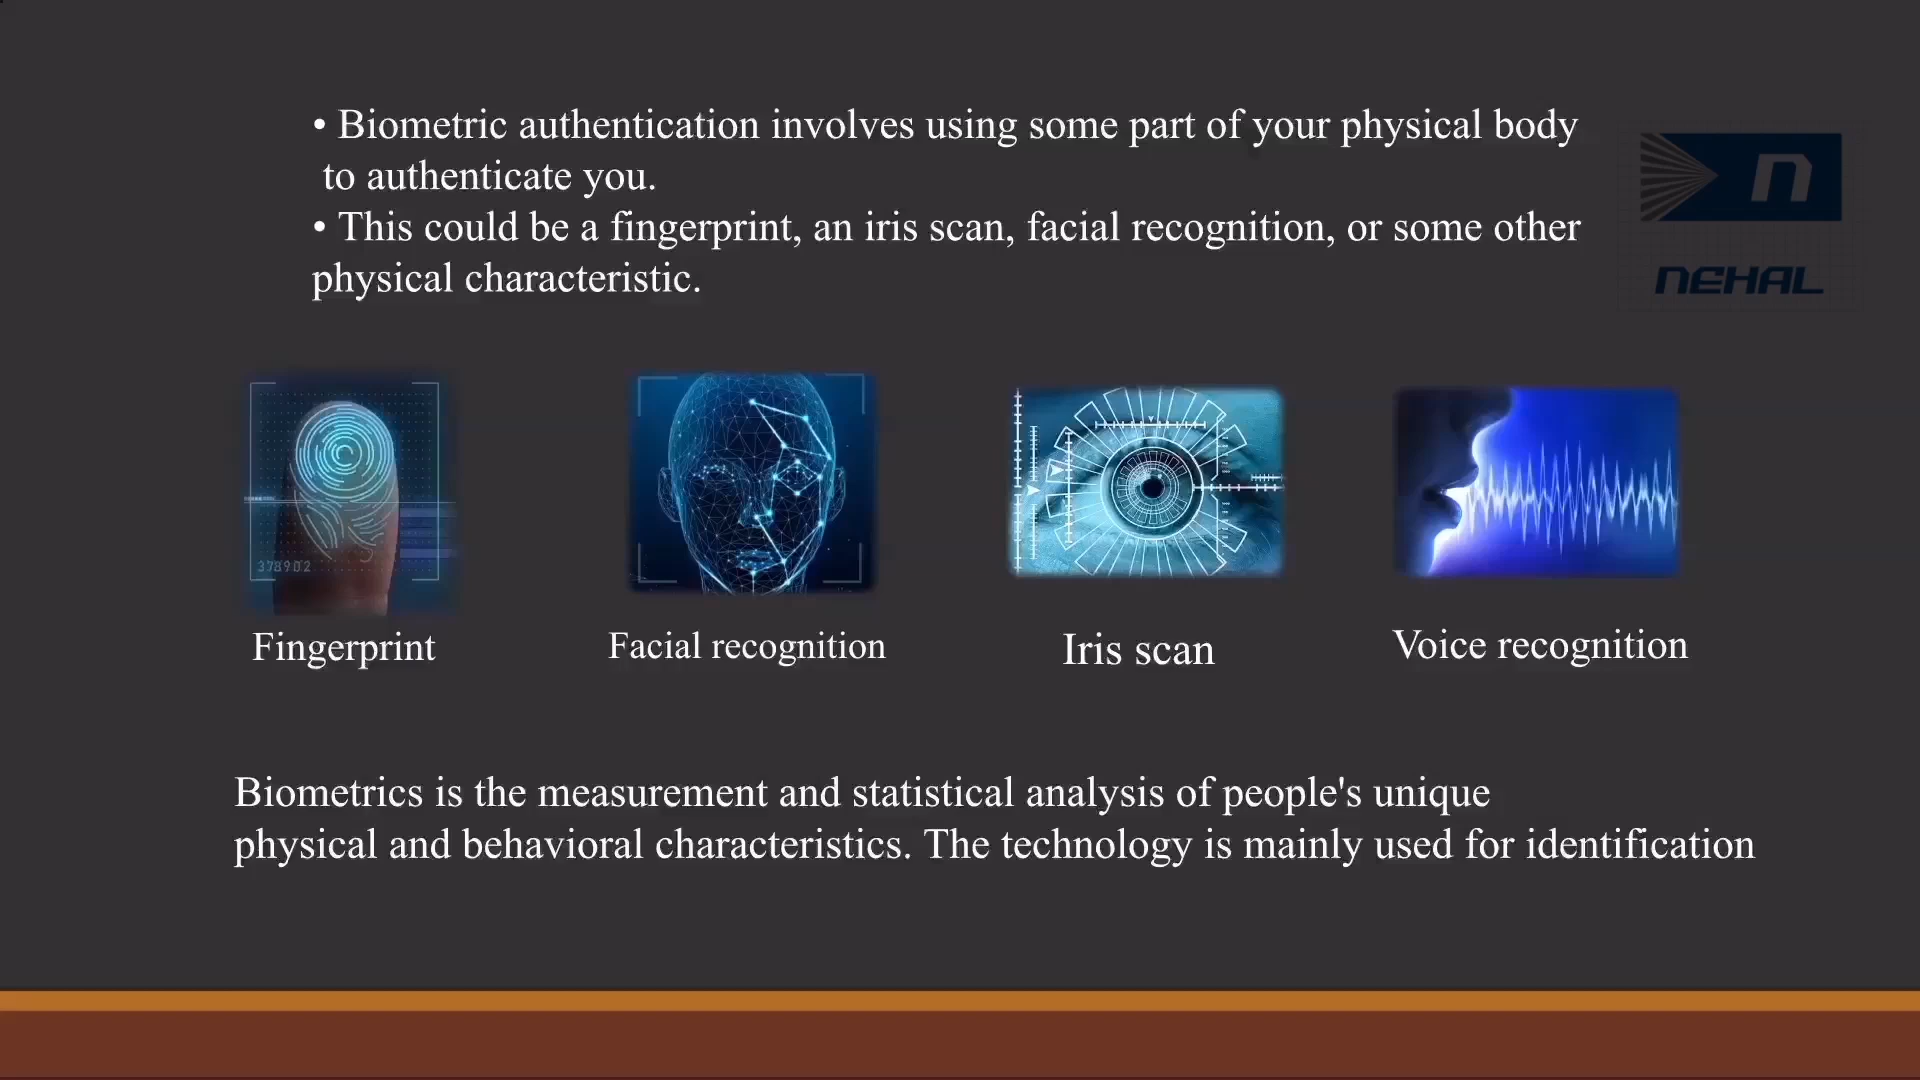 • Biometric authentication involves using some part of your physical body
to authenticate you.
• This could be a fingerprint, an iris scan, facial recognition, or some other
physical characteristic.
n
NEHAL
378902
Fingerprint
Facial recognition
Iris scan
Voice recognition
Biometrics is the measurement and statistical analysis of people's unique
physical and behavioral characteristics. The technology is mainly used for identification